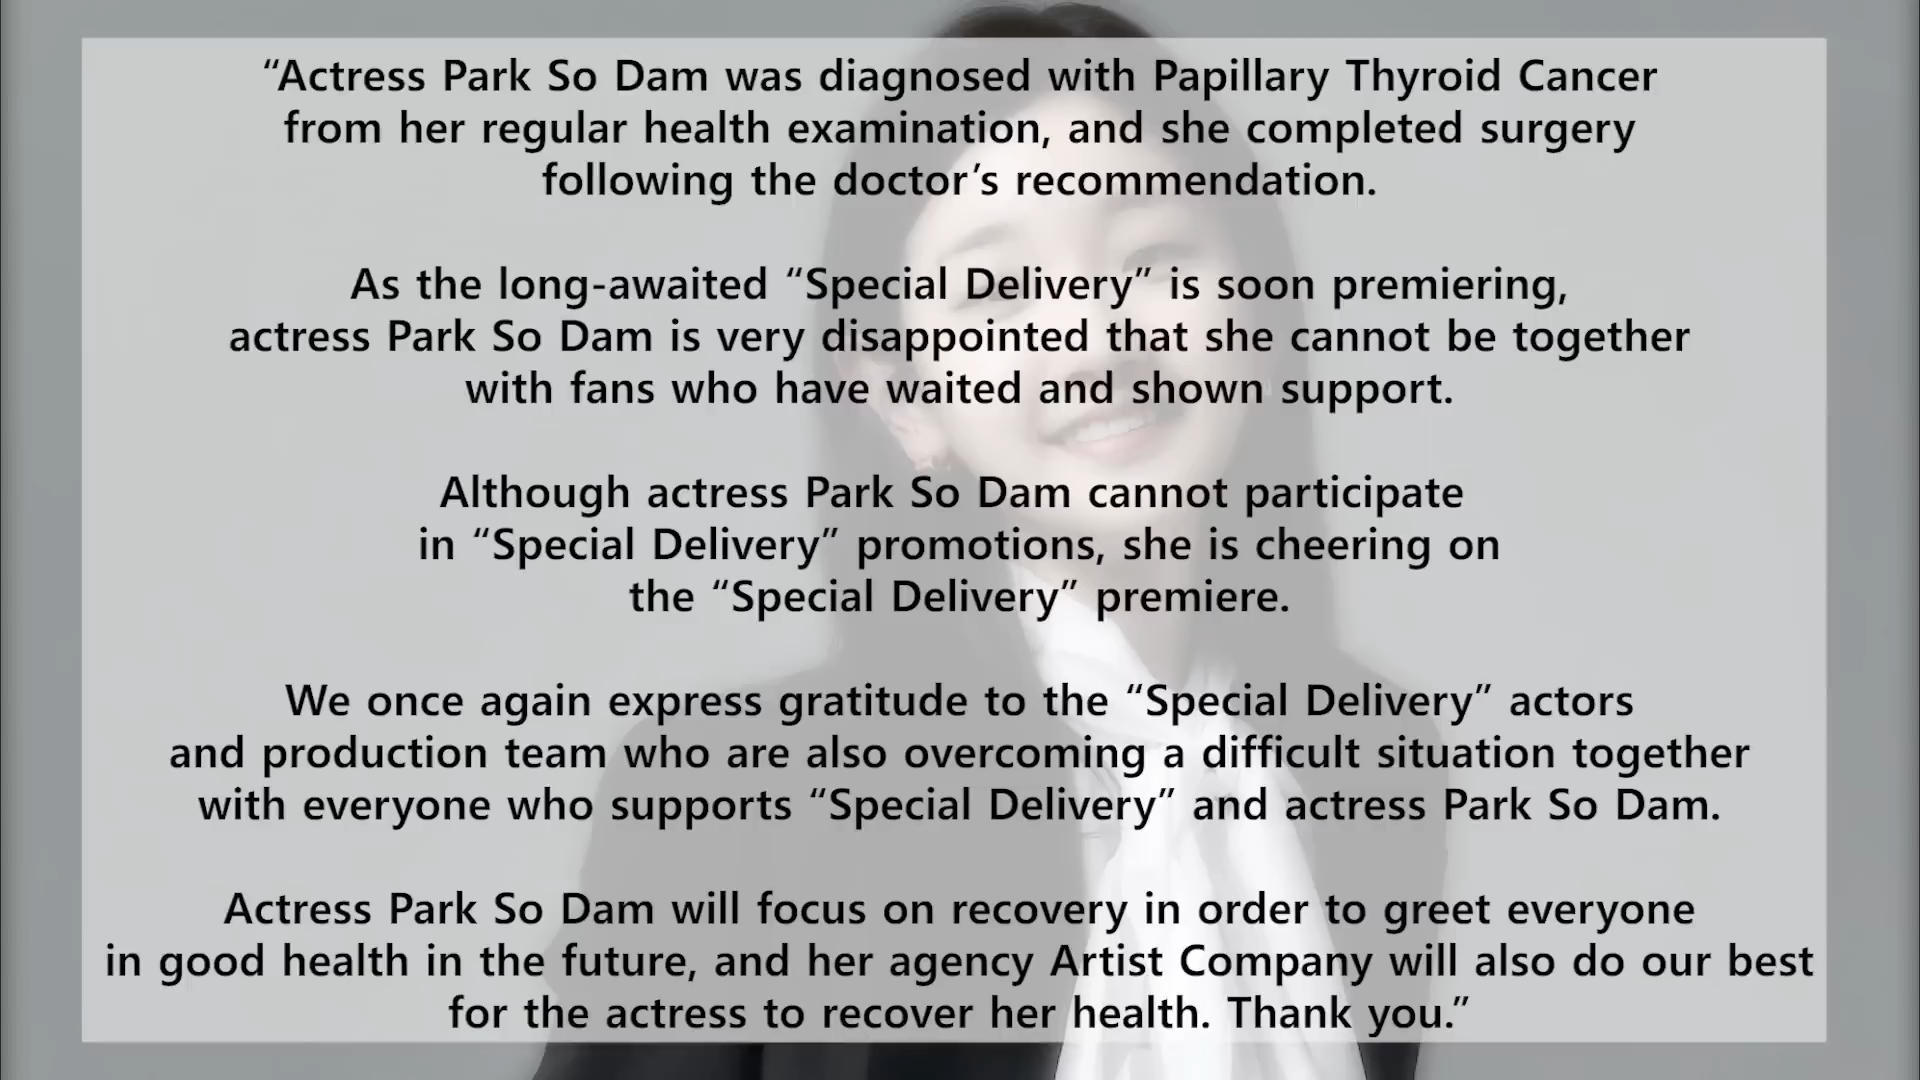 “Actress Park So Dam was diagnosed with Papillary Thyroid Cancer
from her regular health examination, and she completed surgery
following the doctor’s recommendation.
As the long-awaited “Special Delivery” is soon premiering,
actress Park So Dam is very disappointed that she cannot be together
with fans who have waited and shown support.
Although actress Park So Dam cannot participate
in “Special Delivery” promotions, she is cheering on
the “Special Delivery” premiere.
We once again express gratitude to the “Special Delivery” actors
and production team who are also overcoming a difficult situation together
with everyone who supports “Special Delivery” and actress Park So Dam.
Actress Park So Dam will focus on recovery in order to greet everyone
in good health in the future, and her agency Artist Company will also do our best
for the actress to recover her health. Thank you.”